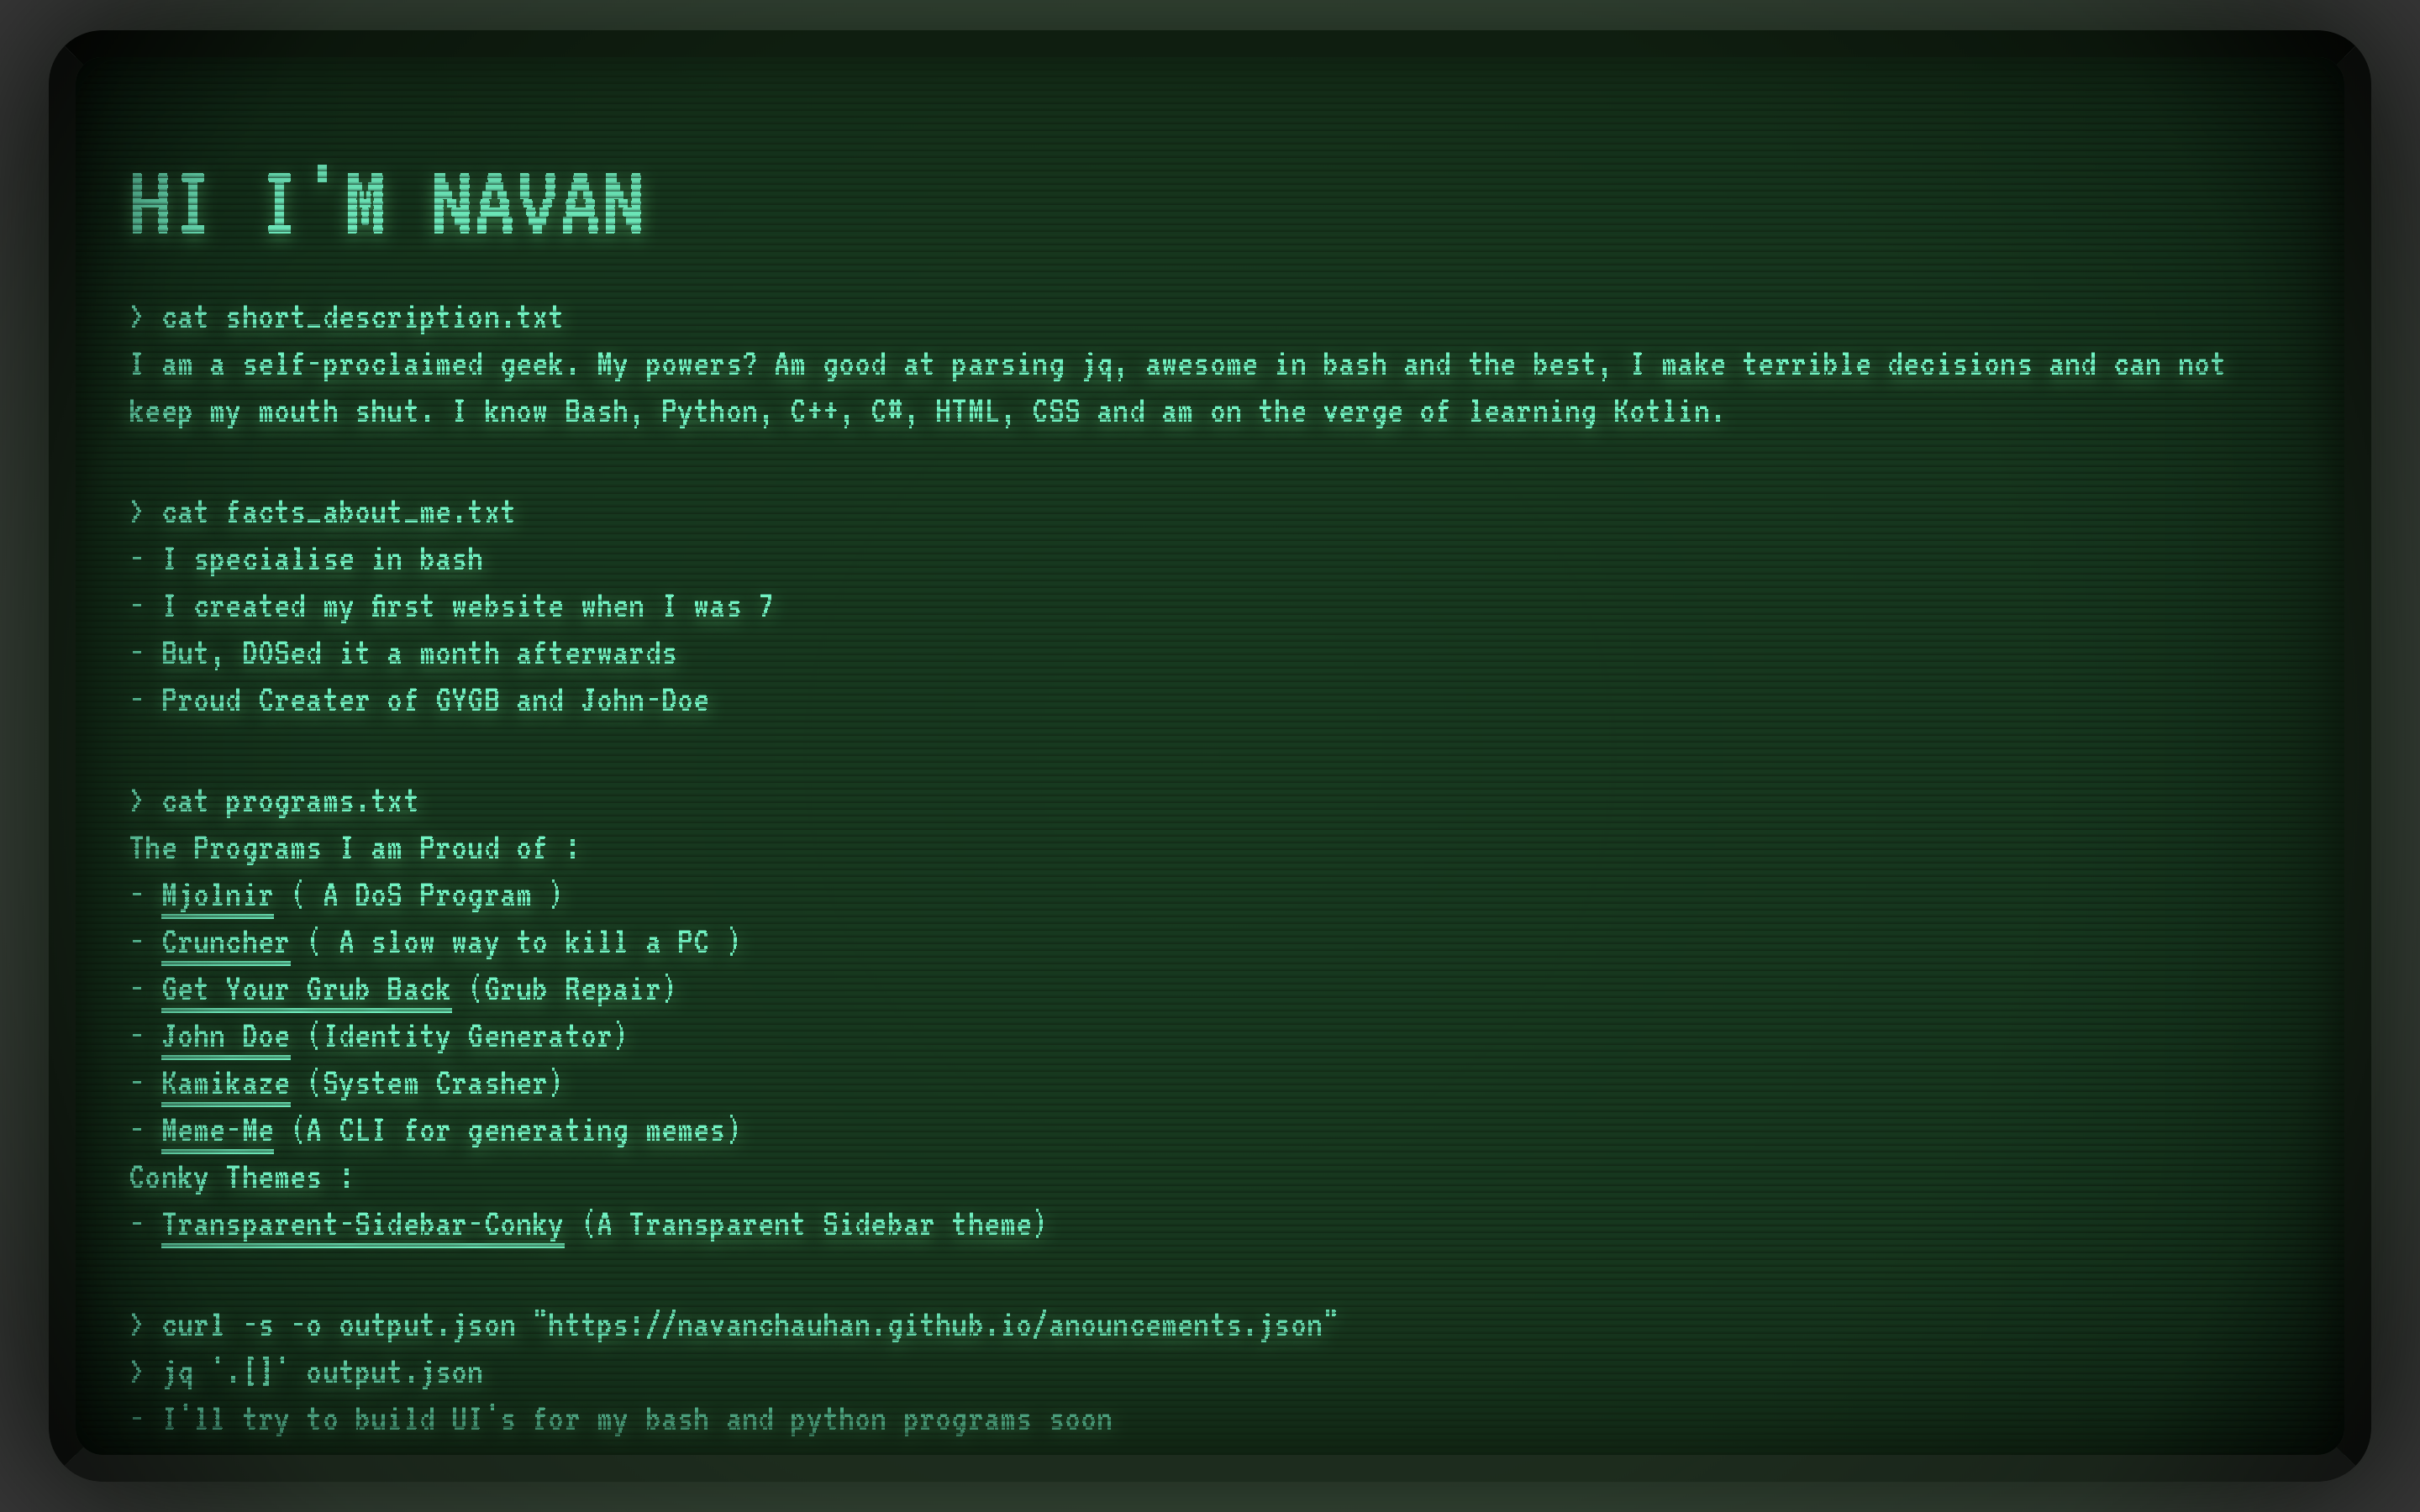 HI I'M NAVAN
> cat short_description.txt
I am a self-proclaimed geek. My powers? Am good at parsing jq, awesome in bash and the best, I make terrible decisions and can not
keep my mouth shut. I know Bash, Python, C++, C#, HTML, CSS and am on the verge of learning Kotlin.
> cat facts_about_me.txt
- I specialise in bash
- I created my first website when I was 7
- But, DOSed it a month afterwards
- Proud Creater of GYGB and John-Doe
> cat programs.txt
The Programs I am Proud of :
- Mjolnir ( A DoS Program )
- Cruncher ( A slow way to kill a PC )
- Get Your Grub Back (Grub Repair)
- John Doe (Identity Generator)
- Kamikaze (System Crasher)
- Meme-Me (A CLI for generating memes)
Conky Themes :
- Transparent-Sidebar-Conky (A Transparent Sidebar theme)
> curl -s -o output.json "https://navanchauhan.github.io/anouncements.json"
> jq '.[]' output.json
- I'll try to build UI's for my bash and python programs soon